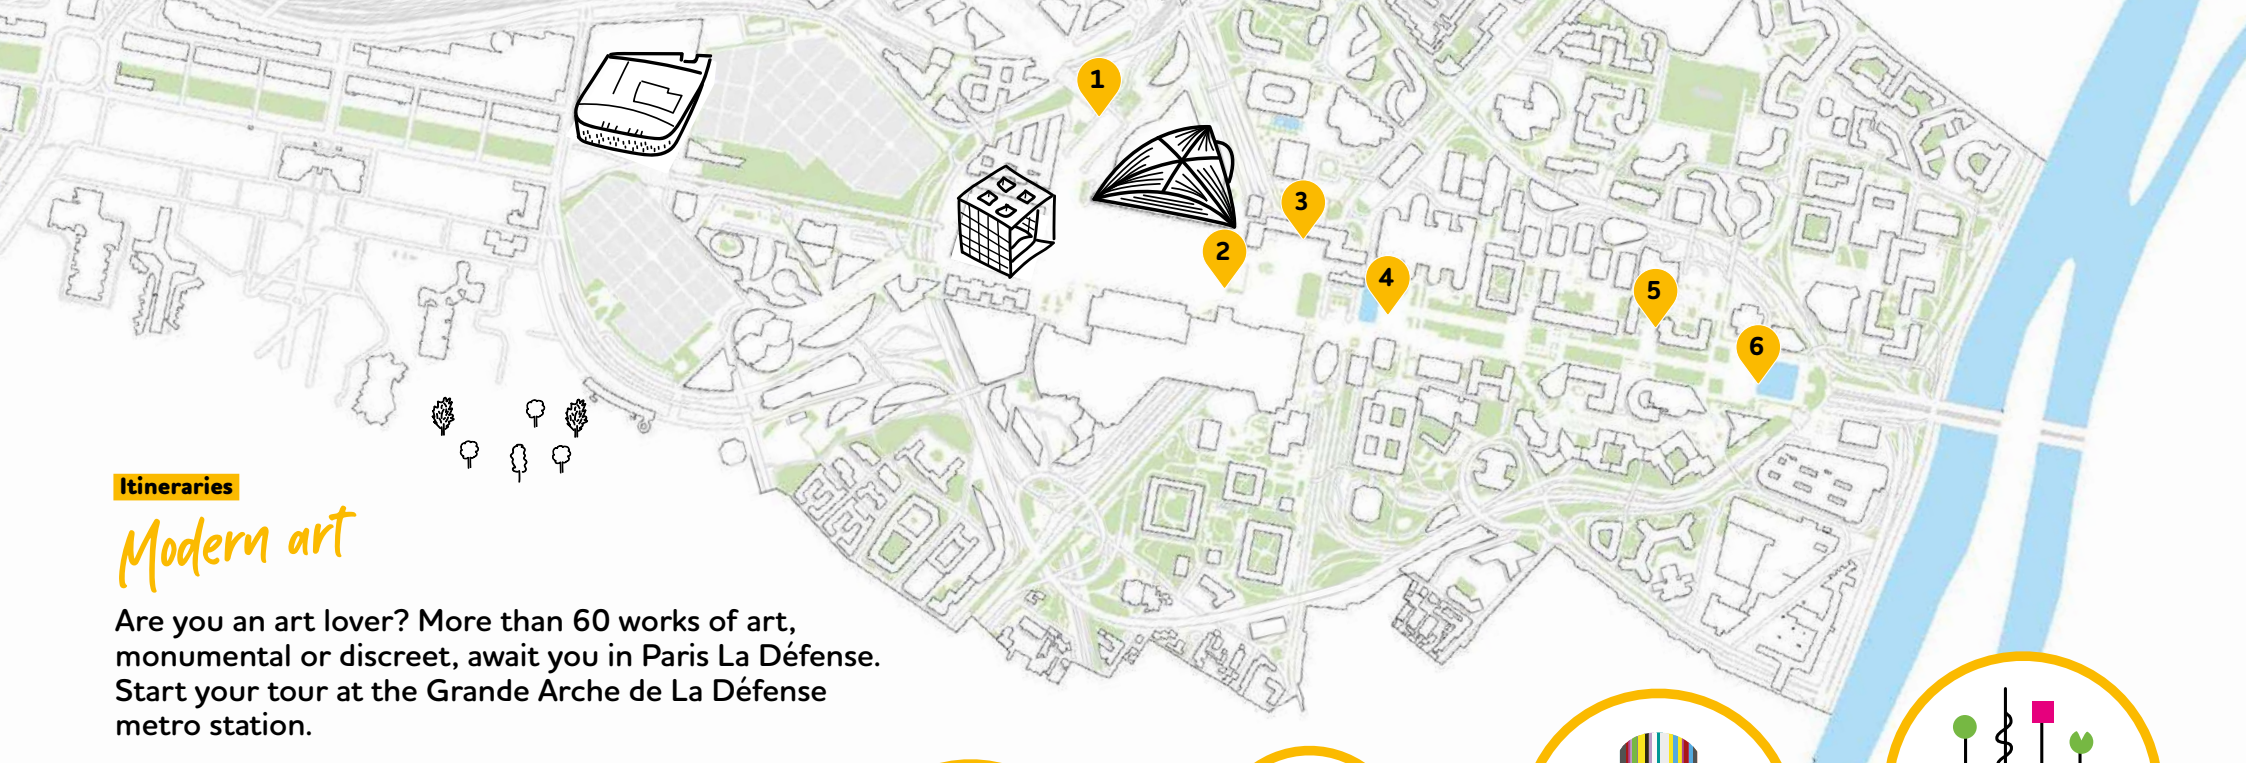 1
2
3
4
5
6
Itineraries
Modern art
Are you an art lover? More than 60 works of art,
monumental or discreet, await you in Paris La Défense.
Start your tour at the Grande Arche de La Défense
metro station.